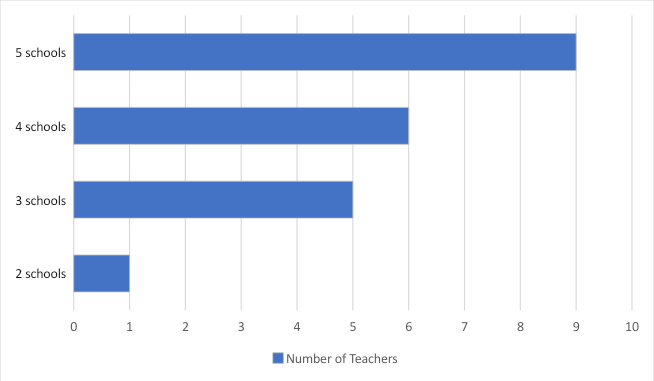 5 schools
4 schools
3 schools
2 schools
0 1 2 3 4 5 6 7 8 9 10
Number of Teachers